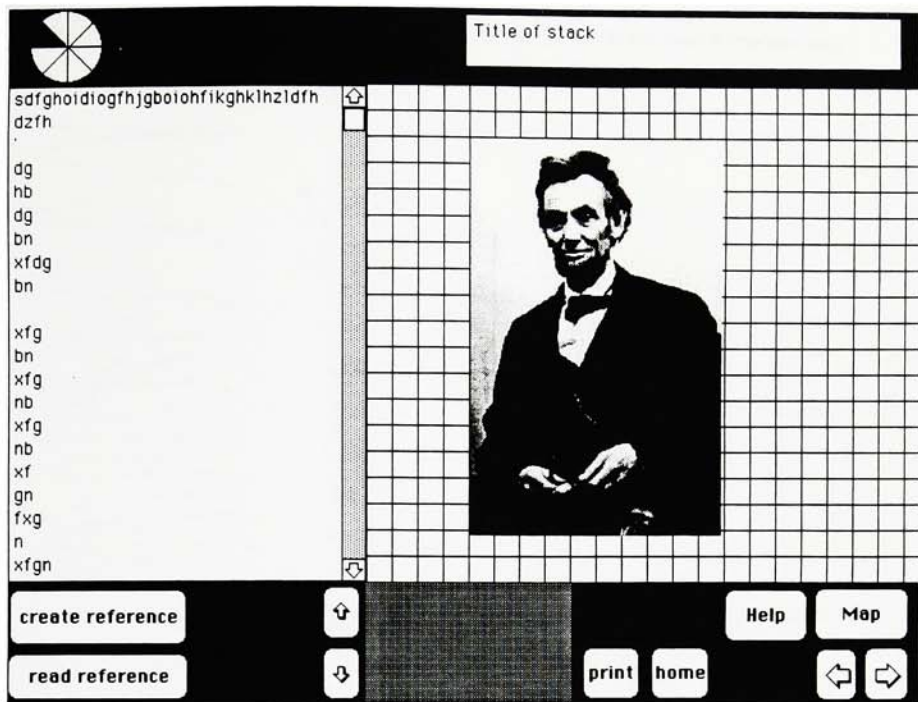 Title of stack
sdfghoidiogfhjgboiohfikghklhzldfh
dzfh
.
dg
hb
dg
bn
xfdg
bn
xfg
bn
xfg
nb
xfg
nb
xf
gn
fxg
n
xfgn
create reference
read reference
Help
Map
print
home